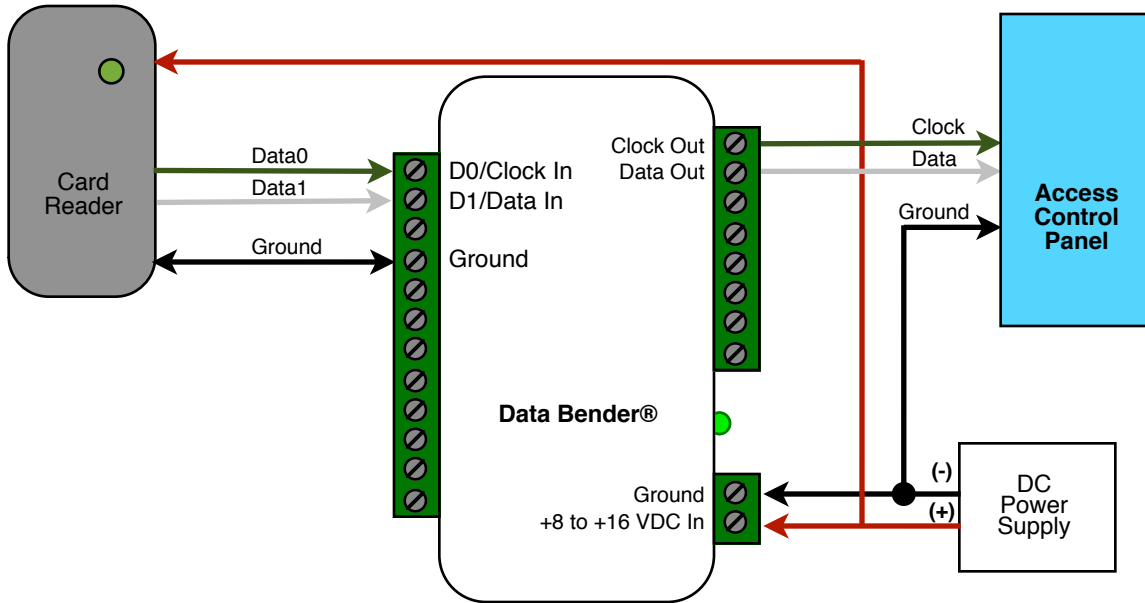 Card
Reader
Data0
Data1
Ground
D0/Clock In
D1/Data In
Ground
Clock Out
Data Out
Data Bender®
Ground
+8 to +16 VDC In
Clock
Data
Ground
Access
Control
Panel
(-)
(+)
DC
Power
Supply